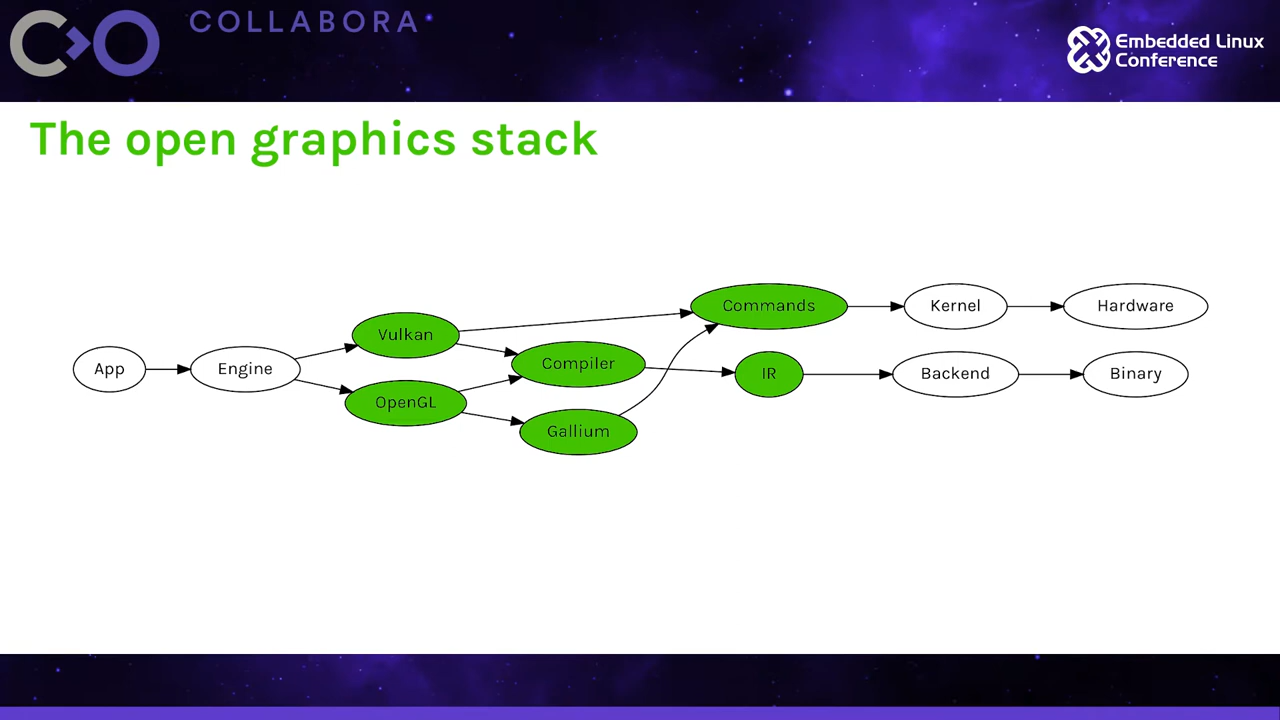 COLLABORA
Embedded Linux
Conference
The open graphics stack
App
Engine
Vulkan
OpenGL
Compiler
Gallium
Commands
IR
Kernel
Backend
Hardware
Binary